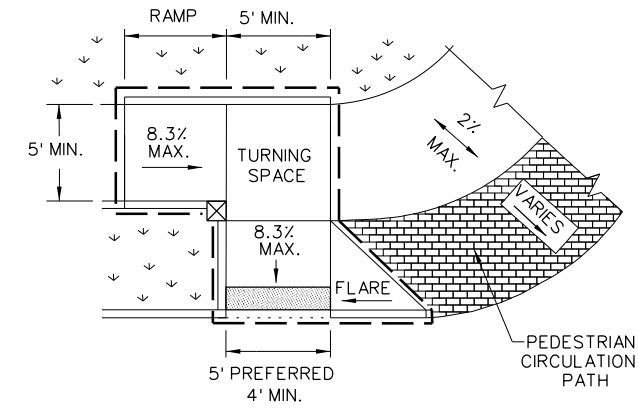 RAMP
5' MIN.
5' MIN.
8.3%
MAX.
TURNING
SPACE
2%
MAX.
VARIES
8.3%
MAX.
FLARE
5' PREFERRED
4' MIN.
PEDESTRIAN
CIRCULATION
PATH